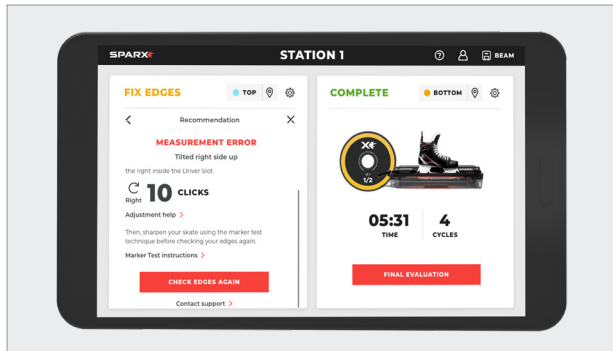 SPARX
STATION 1
BEAM
FIX EDGES
TOP
Recommendation
MEASUREMENT ERROR
Tilted right side up
the right inside the Driver Slot.
Right
10 CLICKS
Adjustment help >
Then, sharpen your skate using the marker test
technique before checking your edges again.
Marker Test instructions >
CHECK EDGES AGAIN
Contact support >
COMPLETE
BOTTOM
X
1/2
05:31
TIME
4
CYCLES
FINAL EVALUATION